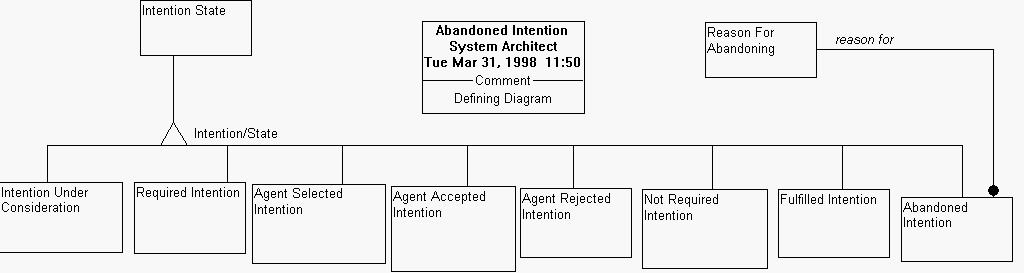 Intention State
Abandoned Intention
System Architect
Tue Mar 31, 1998 11:50
Comment
Defining Diagram
Reason For
Abandoning
reason for
Intention/State
Intention Under
Consideration
Required Intention
Agent Selected
Intention
Agent Accepted
Intention
Agent Rejected
Intention
Not Required
Intention
Fulfilled Intention
Abandoned
Intention